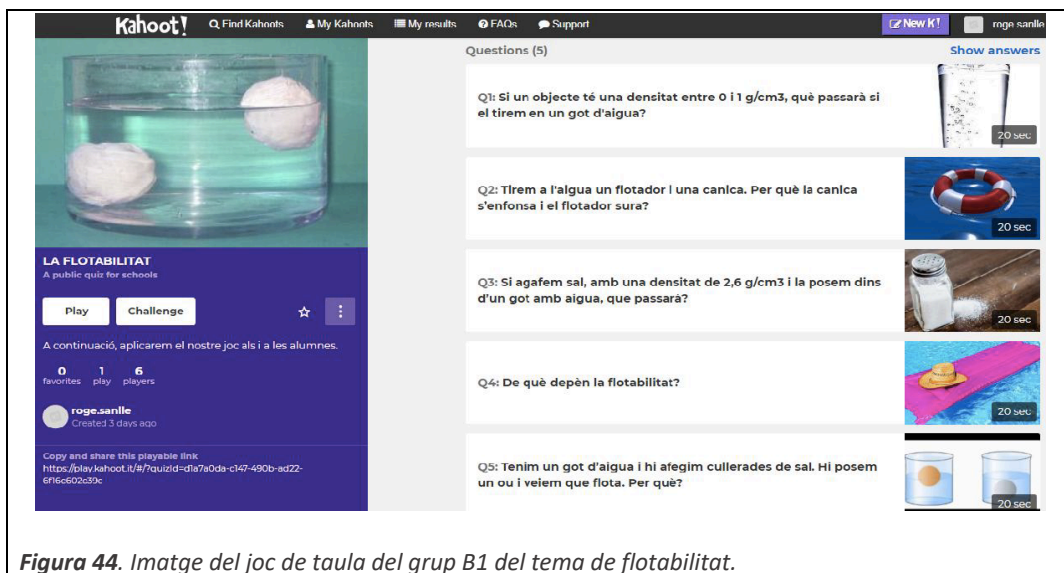 Kahoot! Find Kahoots My Kahoots My results FAQs Support New K! roge.sanlle
Questions (5) Show answers
Q1: Si un objecte té una densitat entre 0 i 1 g/cm3, què passarà si
el tirem en un got d'aigua?
20 sec
Q2: Tirem a l'aigua un flotador i una canica. Per què la canica
s'enfonsa i el flotador sura?
20 sec
LA FLOTABILITAT
A public quiz for schools
Play Challenge
Q3: Si agafem sal, amb una densitat de 2,6 g/cm3 i la posem dins
d'un got amb aigua, que passarà?
20 sec
A continuació, aplicarem el nostre joc als i a les alumnes.
0 1 6
favorites play players
Q4: De què depèn la flotabilitat?
20 sec
roge.sanlle
Created 3 days ago
Copy and share this playable link
https://play.kahoot.it/#/?quizId=d1a7a0da-c147-490b-ad22-
6f16c602c39c
Q5: Tenim un got d'aigua i hi afegim cullerades de sal. Hi posem
un ou i veiem que flota. Per què?
20 sec
Figura 44. Imatge del joc de taula del grup B1 del tema de flotabilitat.